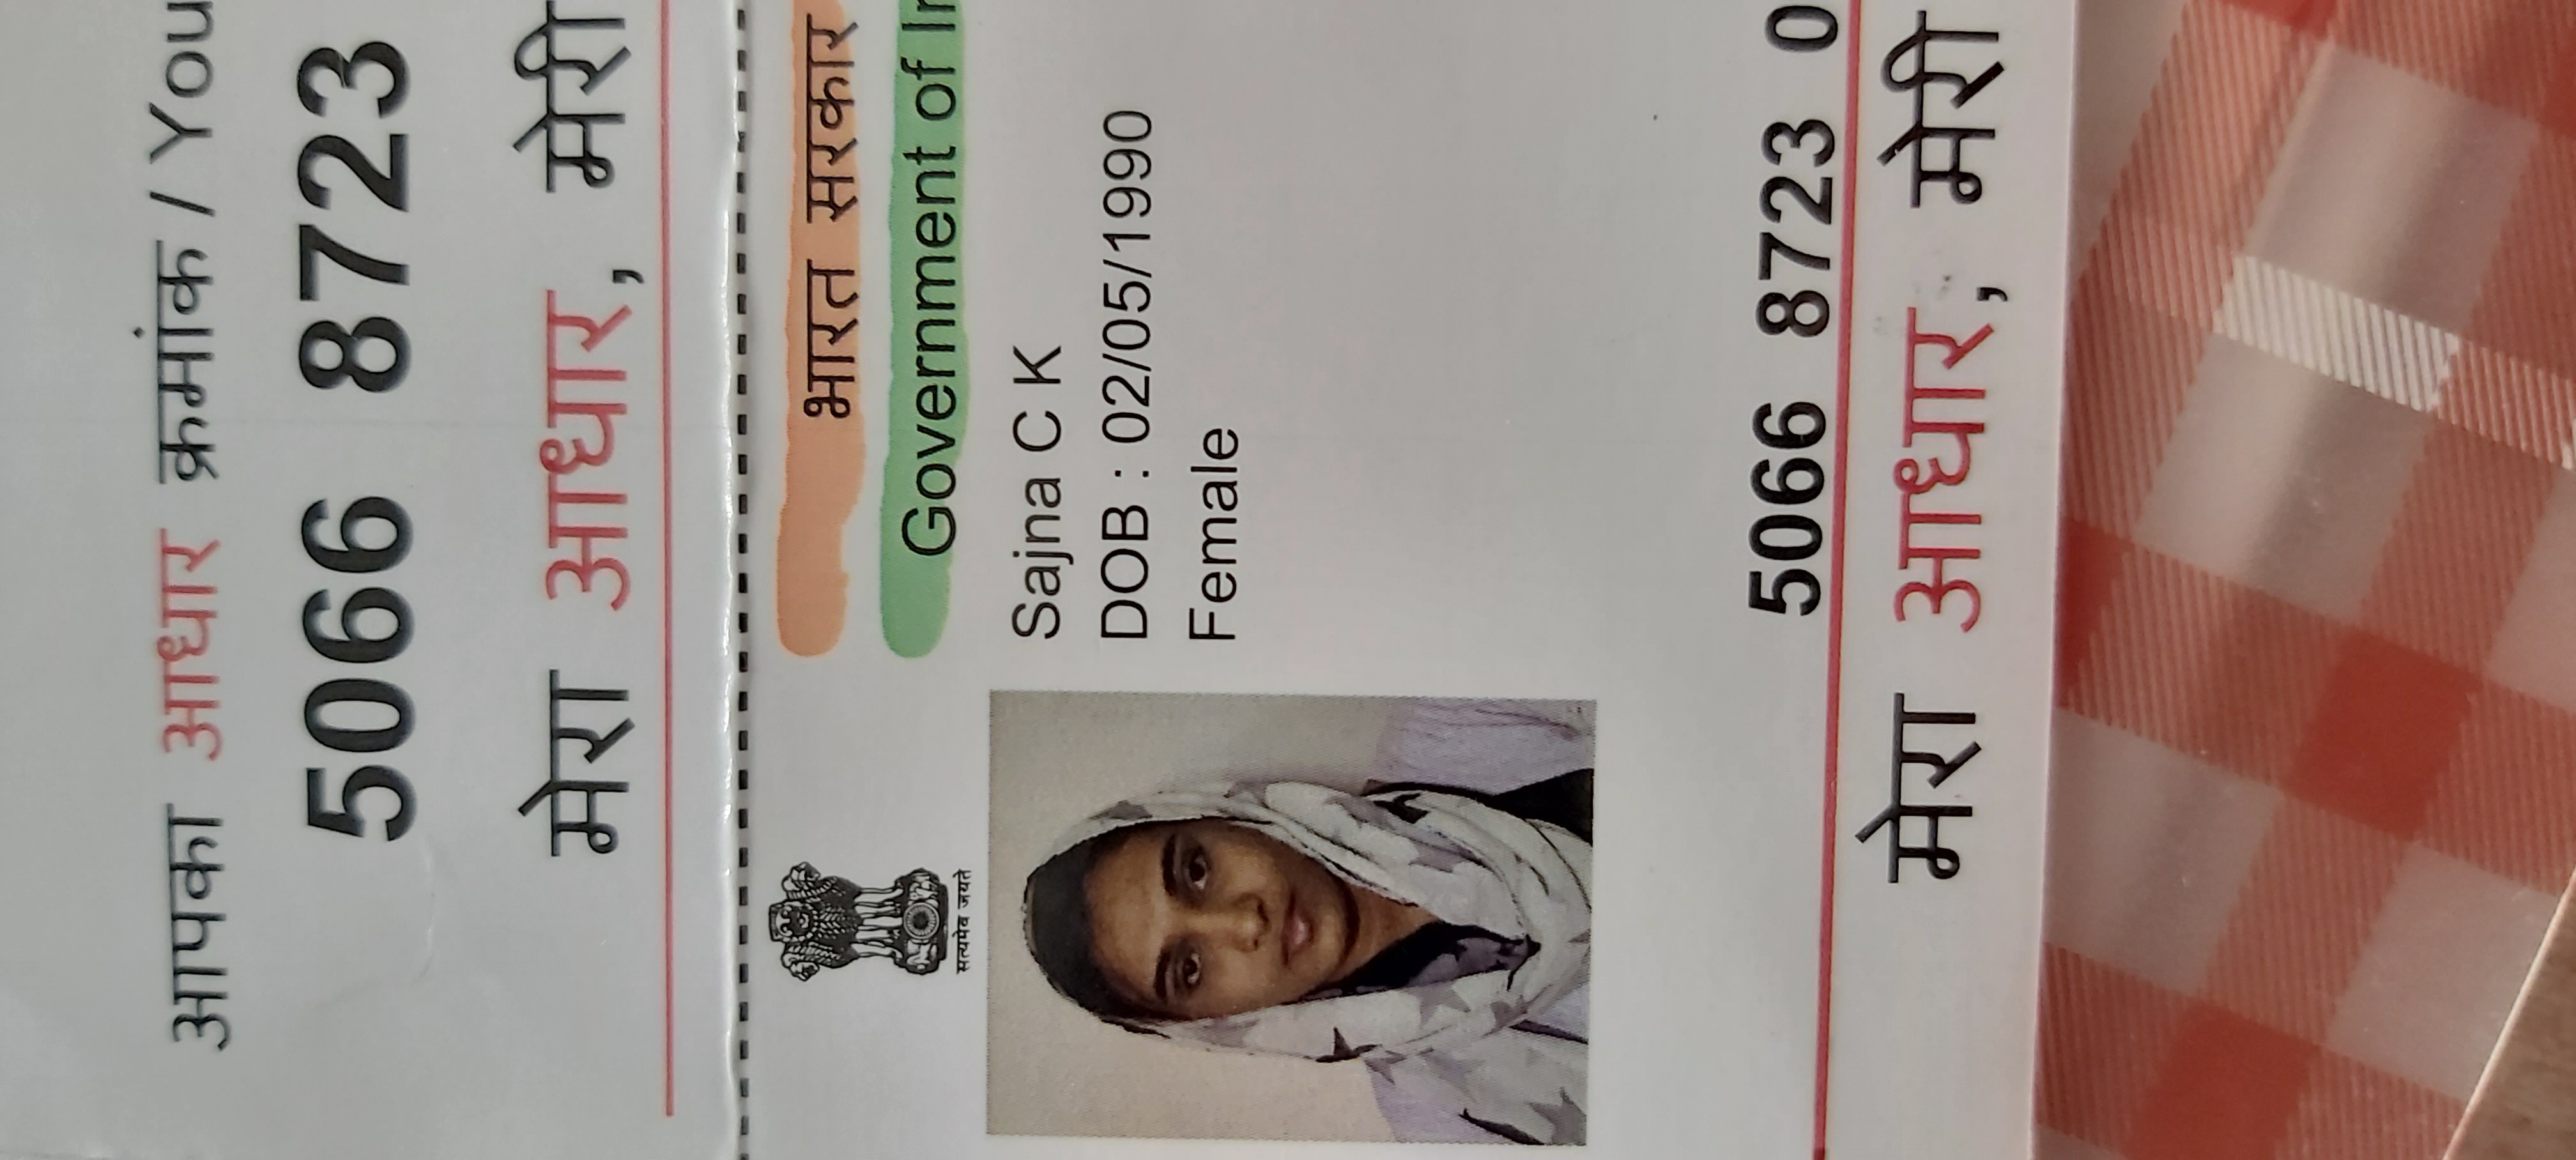 आपका आधार क्रमांक / You
5066 8723
मेरा आधार, मेरी
सत्यमेव जयते
भारत सरकार
Government of In
Sajna C K
DOB : 02/05/1990
Female
5066 8723 0
मेरा आधार, मेरी